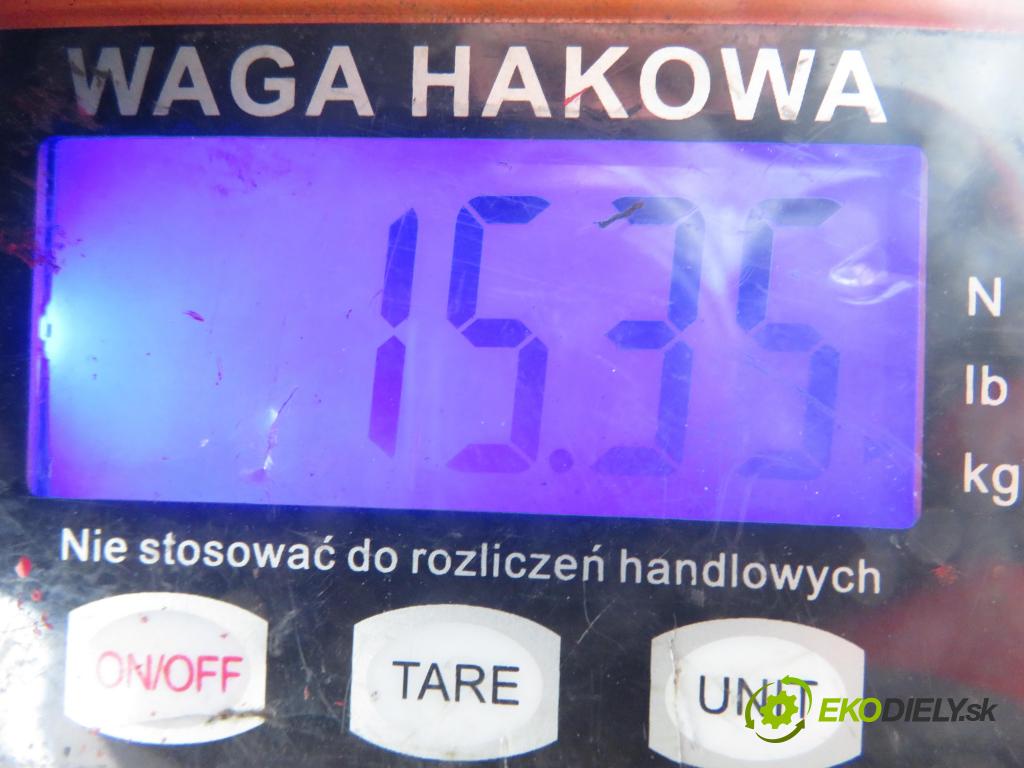 WAGA HAKOWA
15.35
N
lb
kg
Nie stosować do rozliczeń handlowych
ON/OFF
TARE
UNIT
EKODIELY.sk